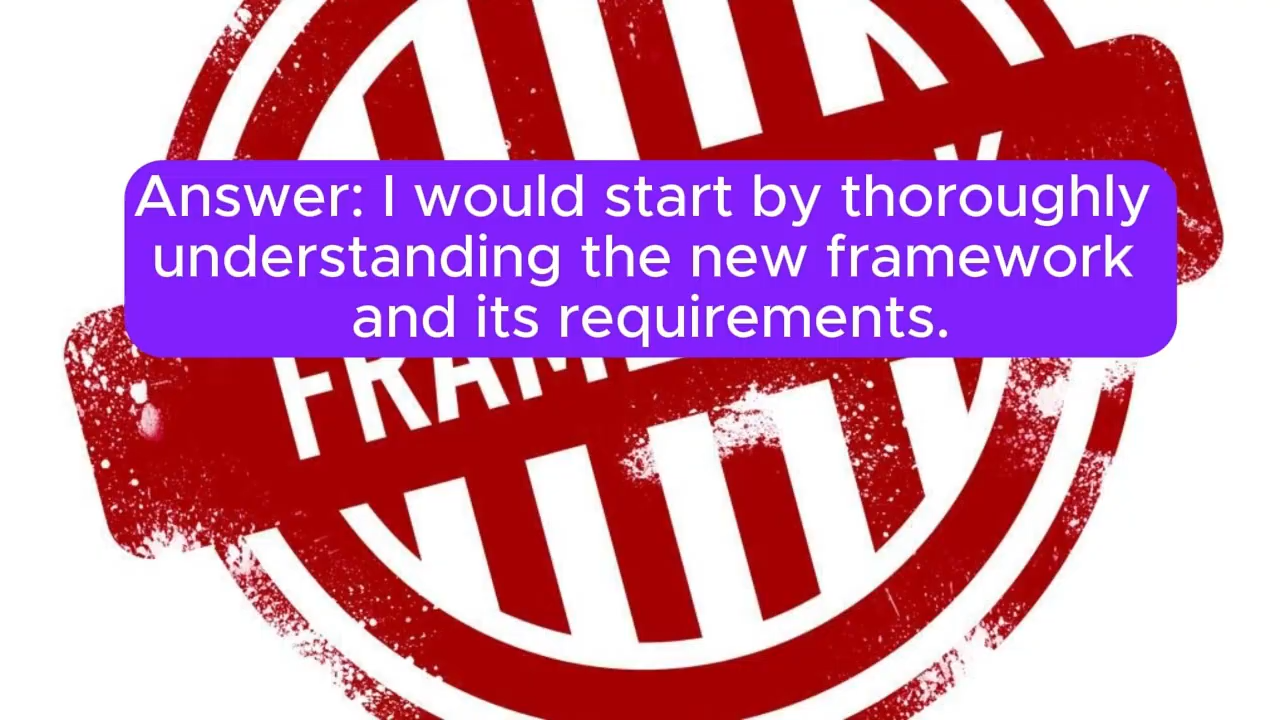 Answer: I would start by thoroughly
understanding the new framework
and its requirements.